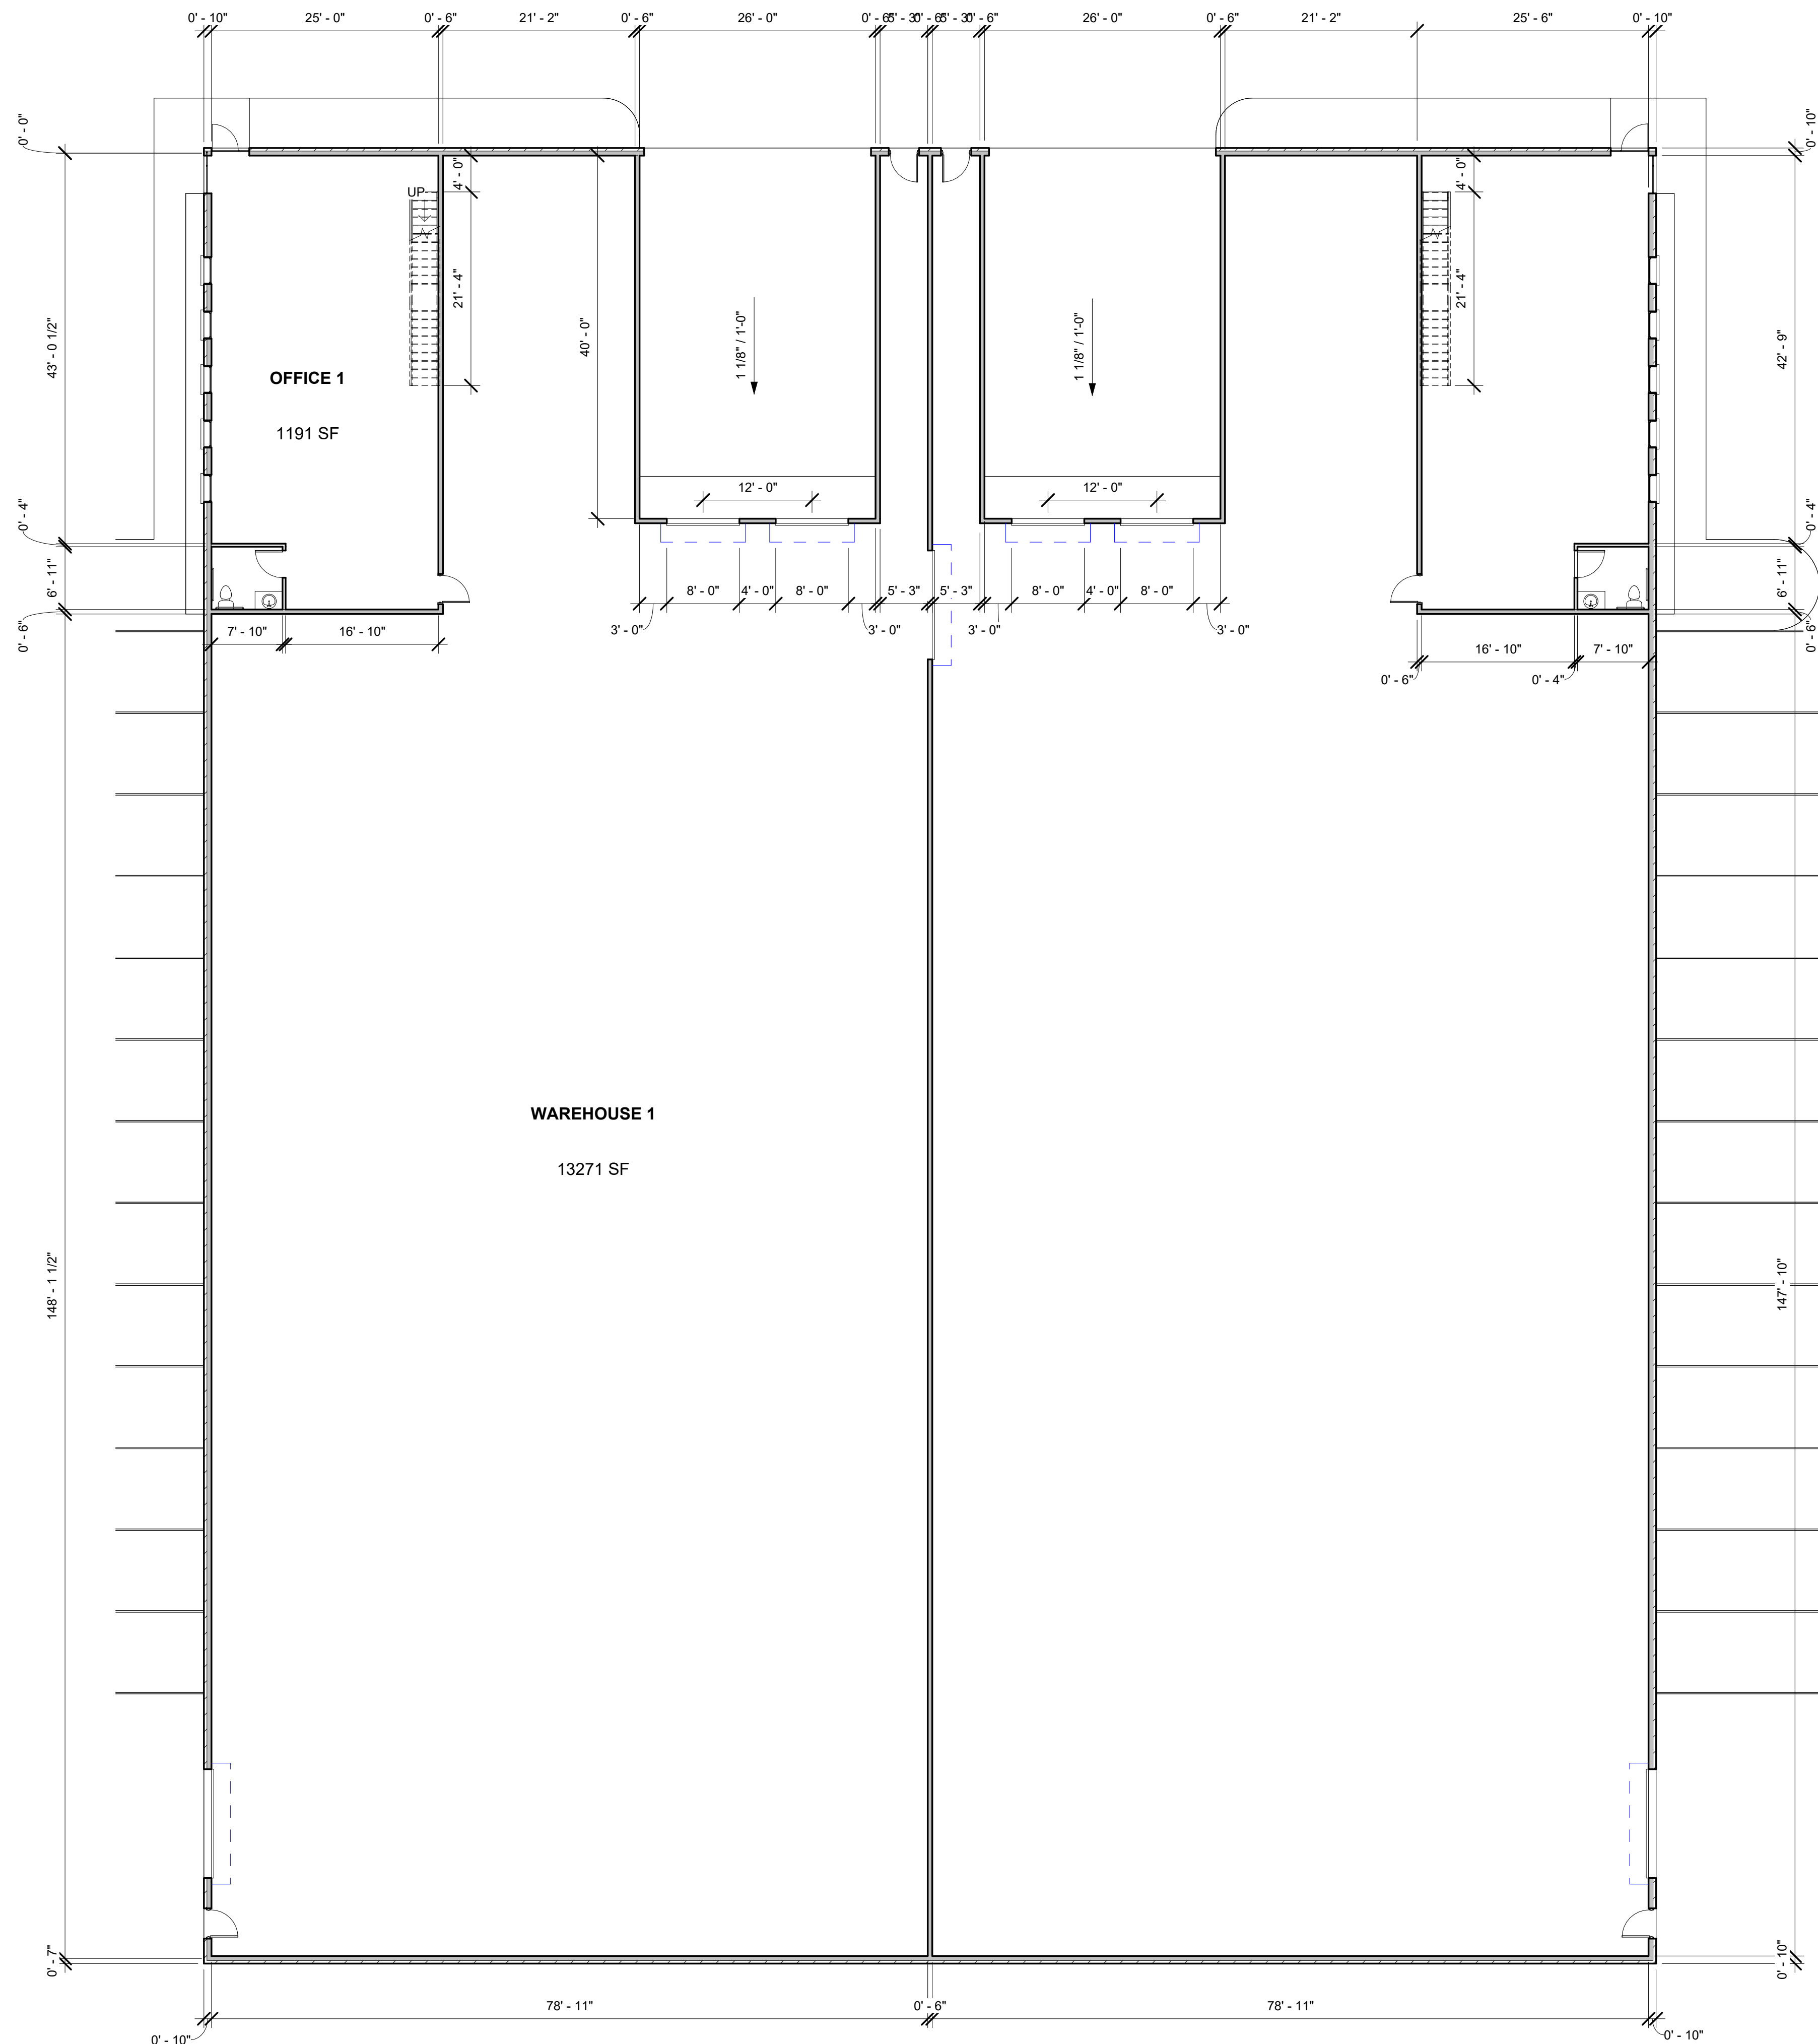 0' - 10"
25' - 0"
0' - 6"
21' - 2"
0' - 6"
26' - 0"
0' - 6"
5' - 3"
0' - 6"
5' - 3"
0' - 6"
26' - 0"
0' - 6"
21' - 2"
25' - 6"
0' - 10"
0' - 0"
0' - 10"
4' - 0"
4' - 0"
UP
21' - 4"
21' - 4"
43' - 0 1/2"
40' - 0"
1 1/8" / 1'-0"
1 1/8" / 1'-0"
42' - 9"
OFFICE 1
1191 SF
12' - 0"
12' - 0"
0' - 4"
0' - 4"
6' - 11"
8' - 0"
4' - 0"
8' - 0"
5' - 3"
5' - 3"
8' - 0"
4' - 0"
8' - 0"
6' - 11"
0' - 6"
7' - 10"
16' - 10"
3' - 0"
3' - 0"
3' - 0"
3' - 0"
0' - 6"
16' - 10"
7' - 10"
0' - 6"
0' - 4"
WAREHOUSE 1
13271 SF
148' - 1 1/2"
147' - 10"
0' - 7"
0' - 10"
78' - 11"
0' - 6"
78' - 11"
0' - 10"
0' - 10"